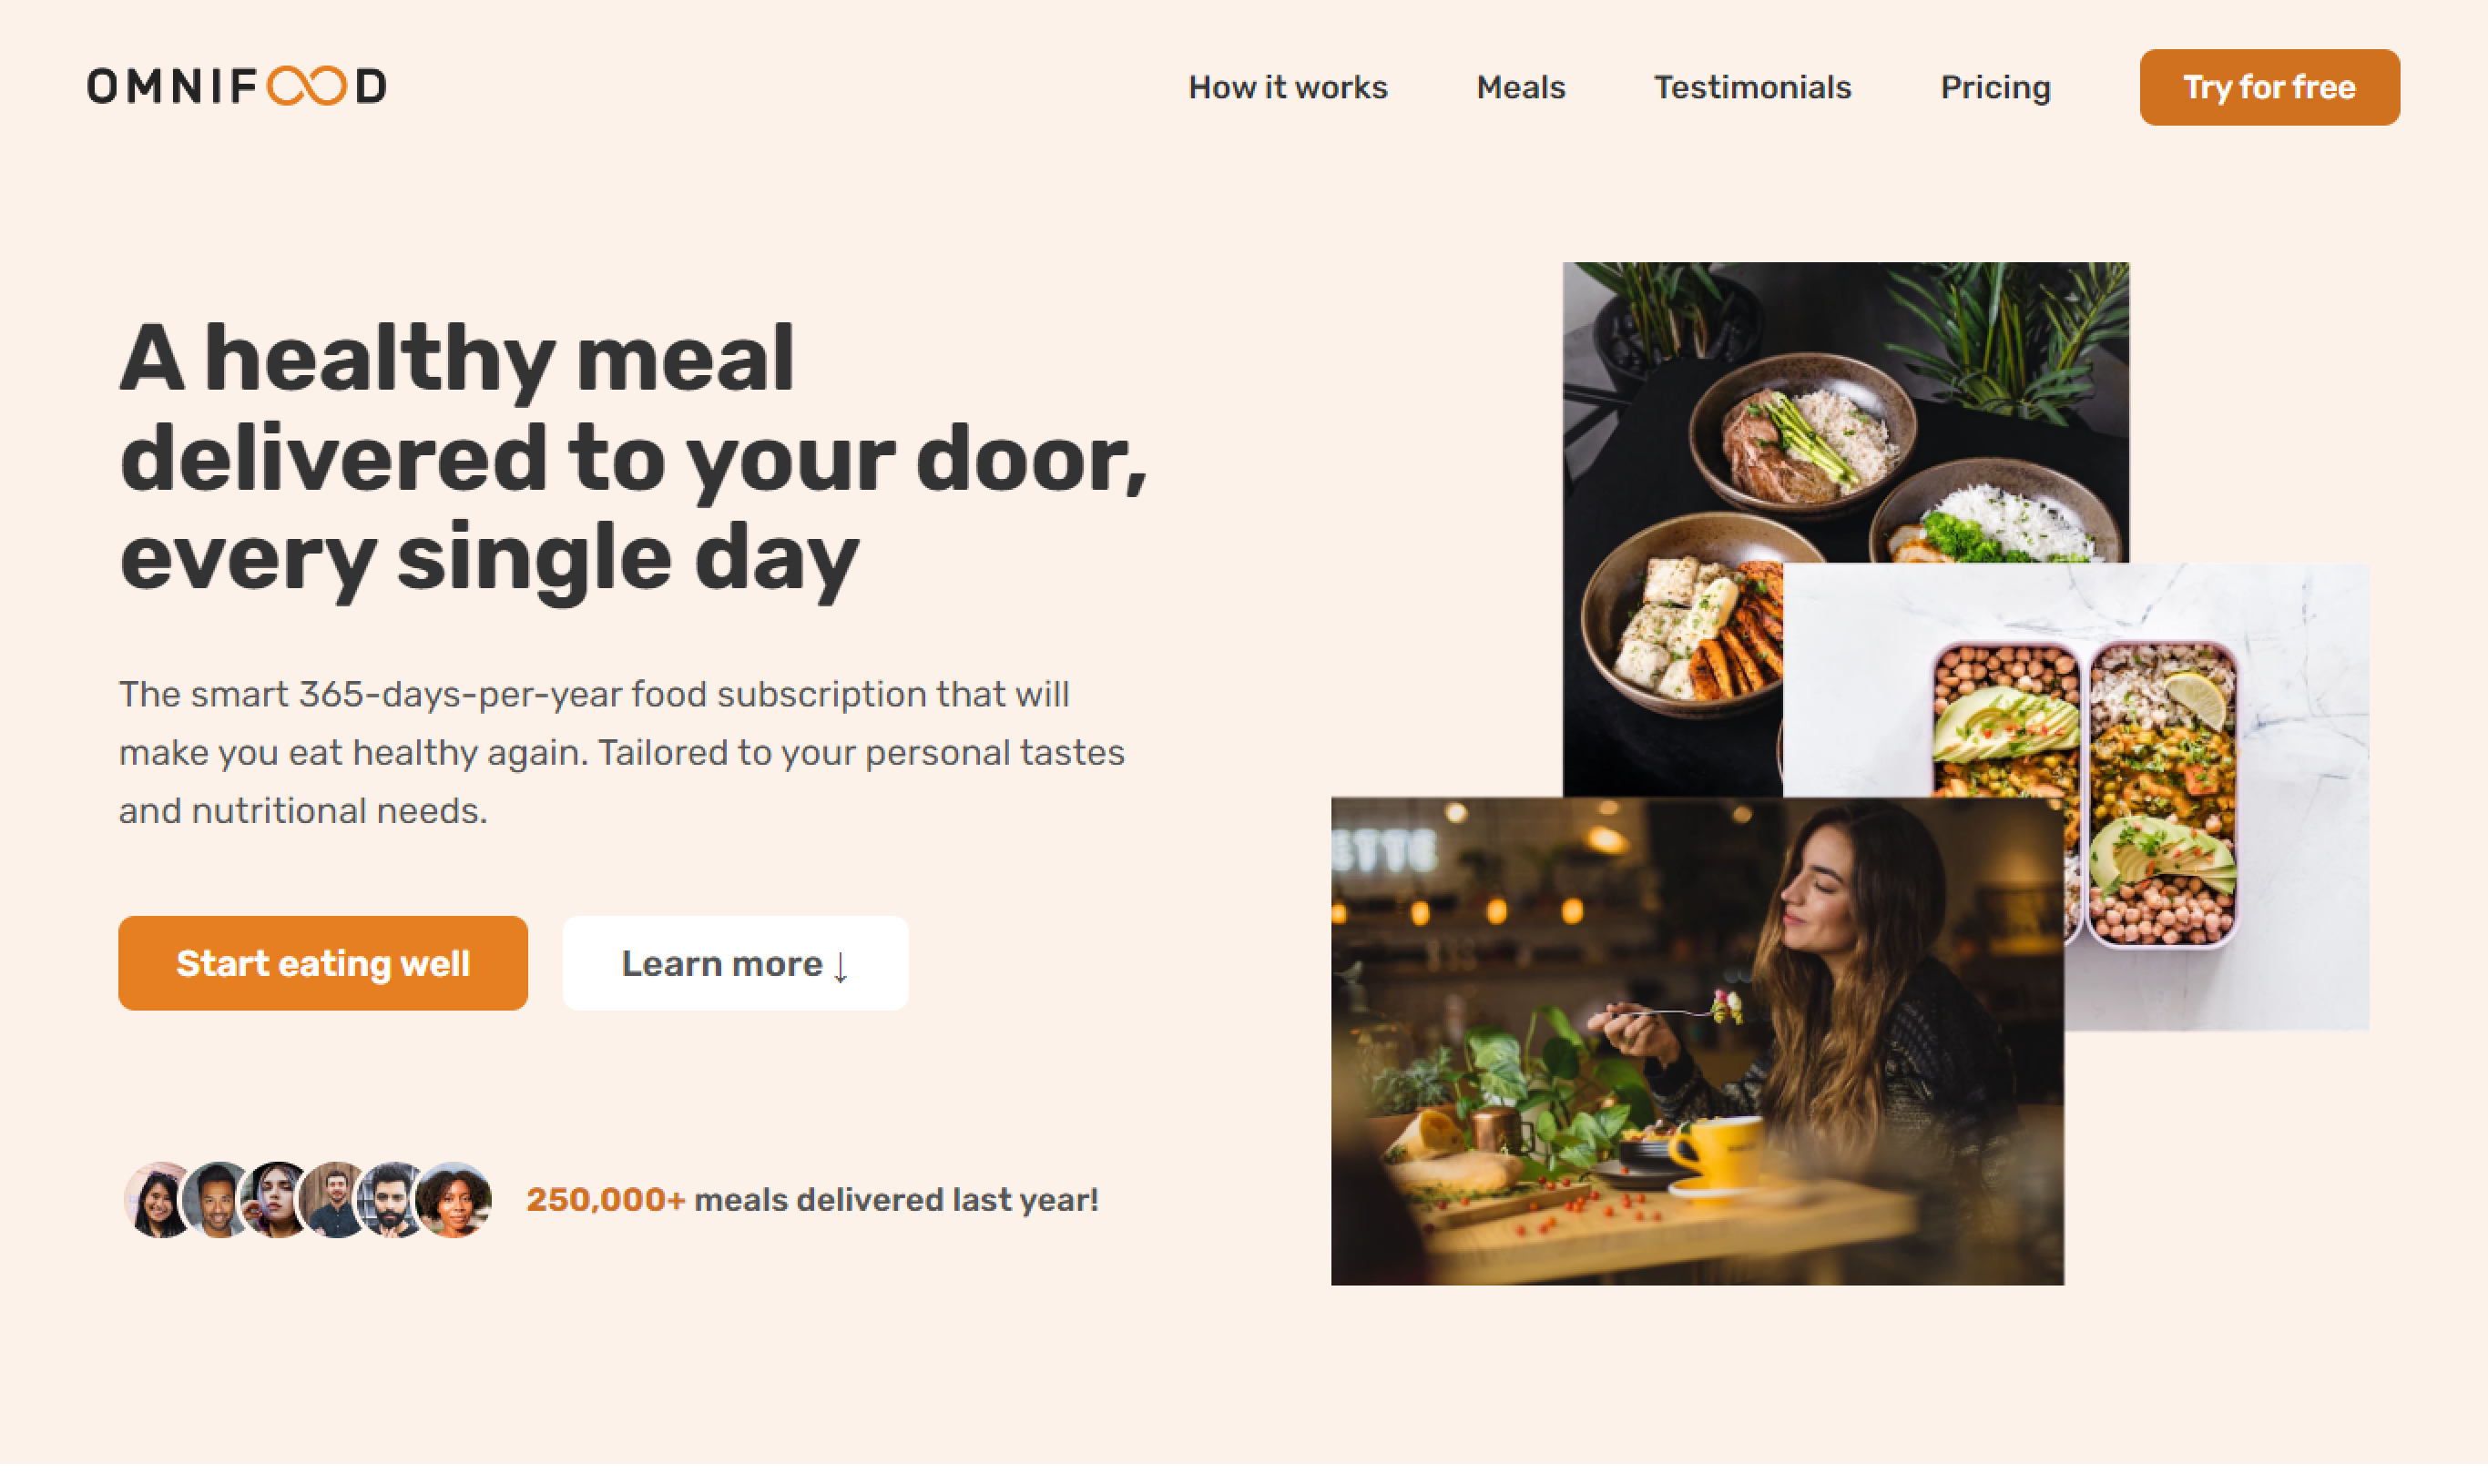 OMNIFOOD
How it works
Meals
Testimonials
Pricing
Try for free
A healthy meal
delivered to your door,
every single day
The smart 365-days-per-year food subscription that will
make you eat healthy again. Tailored to your personal tastes
and nutritional needs.
Start eating well
Learn more ↓
250,000+ meals delivered last year!
ETTE